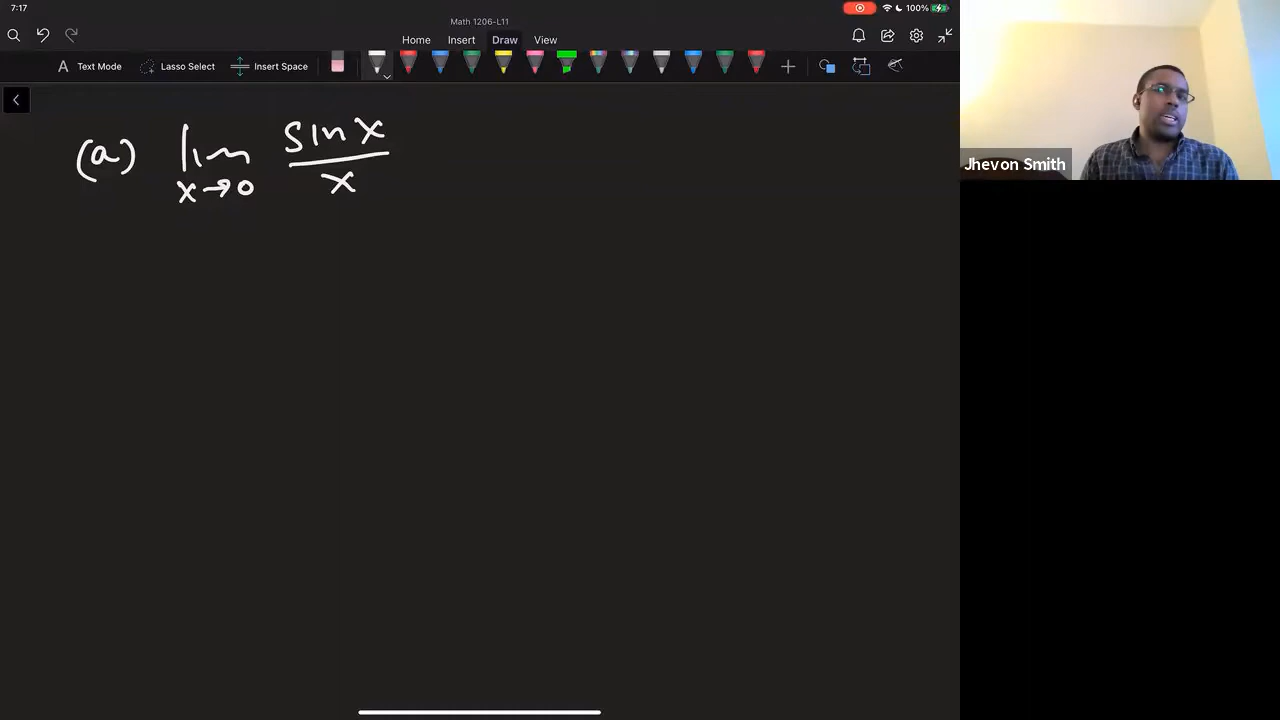 7:17
100%
Math 1206-L11
Home Insert Draw View
Text Mode Lasso Select Insert Space
(a) lim sin x
x→0 x
Jhevon Smith